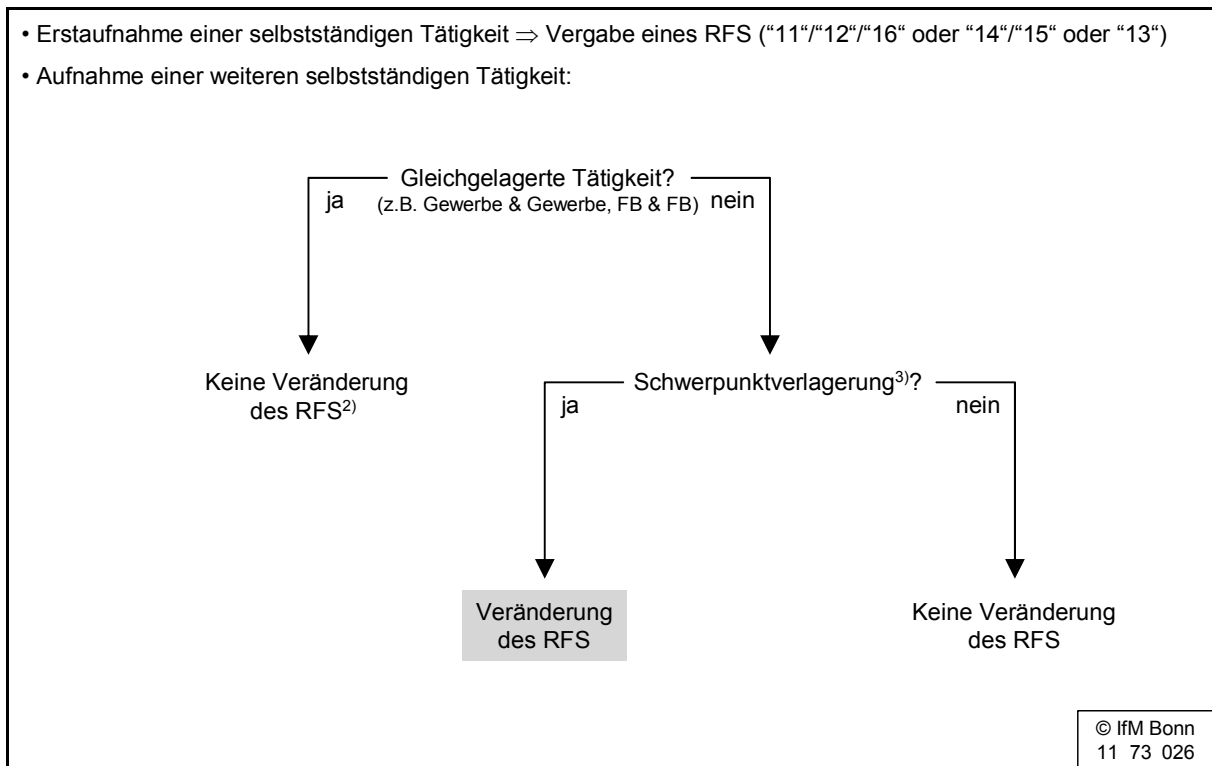 • Erstaufnahme einer selbstständigen Tätigkeit ⇒ Vergabe eines RFS (“11“/“12“/“16“ oder “14“/“15“ oder “13“)
• Aufnahme einer weiteren selbstständigen Tätigkeit:
Gleichgelagerte Tätigkeit?
ja (z.B. Gewerbe & Gewerbe, FB & FB) nein
Keine Veränderung
des RFS2)
Schwerpunktverlagerung3)?
ja nein
Veränderung
des RFS
Keine Veränderung
des RFS
© IfM Bonn
11 73 026